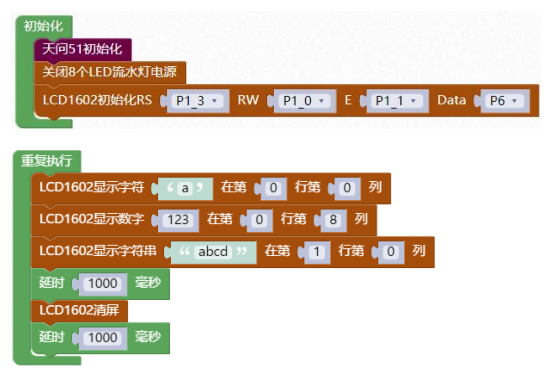 初始化
天问51初始化
关闭8个LED流水灯电源
LCD1602初始化RS P1_3 RW P1_0 E P1_1 Data P6
重复执行
LCD1602显示字符 “ a ” 在第 0 行第 0 列
LCD1602显示数字 123 在第 0 行第 8 列
LCD1602显示字符串 “ abcd ” 在第 1 行第 0 列
延时 1000 毫秒
LCD1602清屏
延时 1000 毫秒